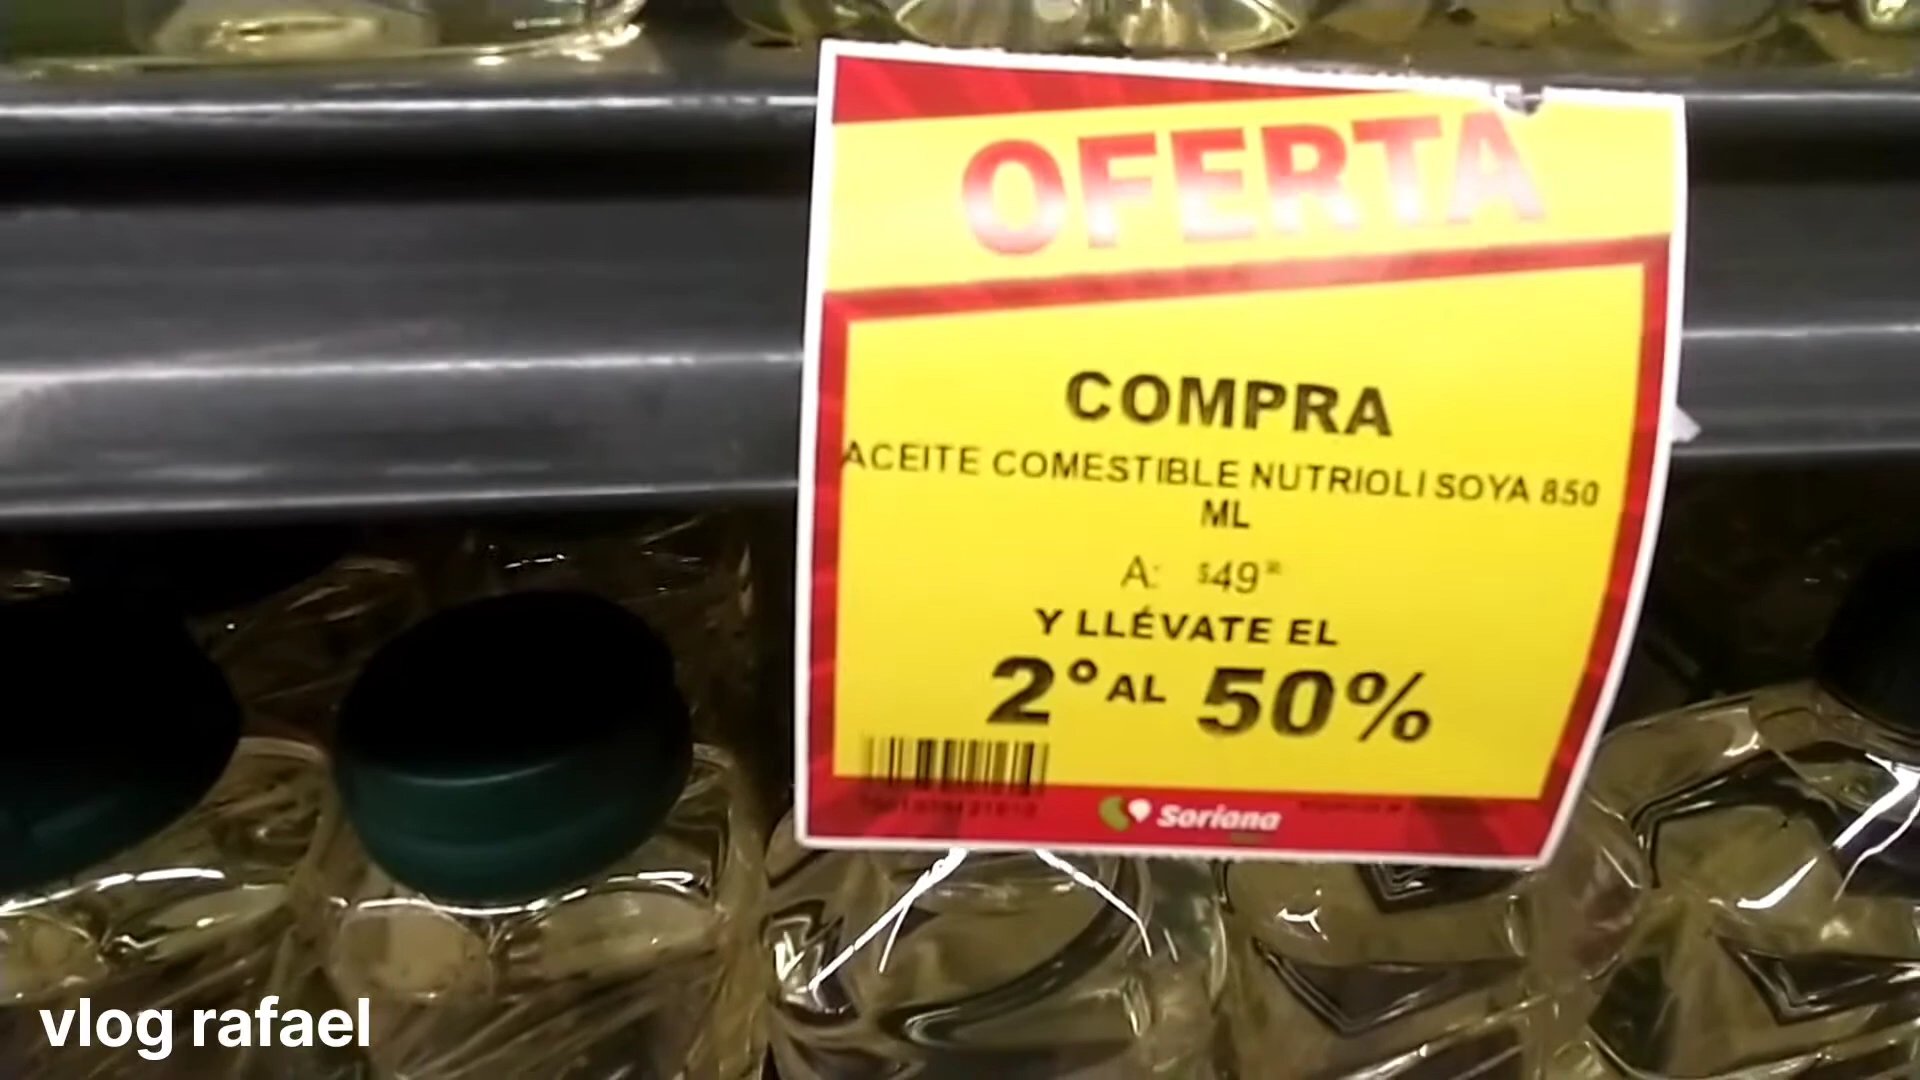 OFERTA
COMPRA
ACEITE COMESTIBLE NUTRIOLI SOYA 850
ML
A: $49
Y LLÉVATE EL
2° AL 50%
Soriana
vlog rafael